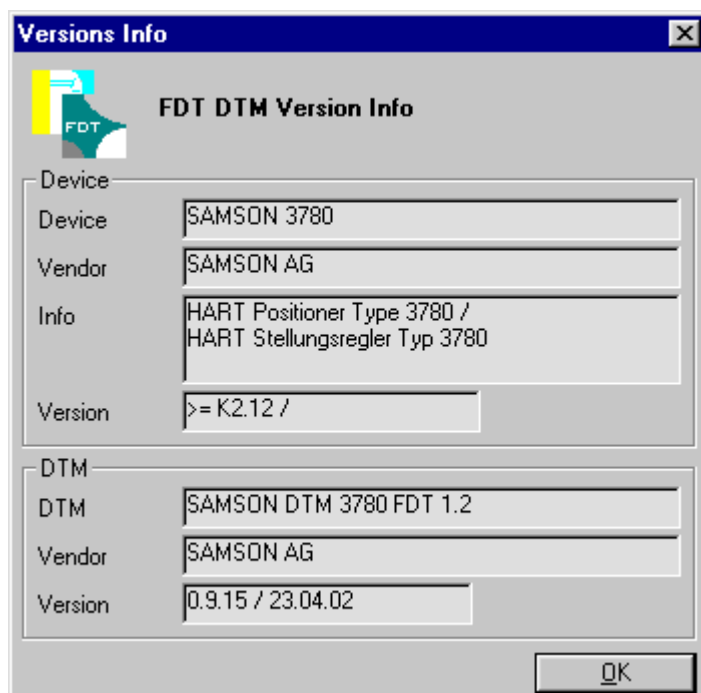 Versions Info
FDT
FDT DTM Version Info
Device
Device
SAMSON 3780
Vendor
SAMSON AG
Info
HART Positioner Type 3780 /
HART Stellungsregler Typ 3780
Version
>= K2.12 /
DTM
DTM
SAMSON DTM 3780 FDT 1.2
Vendor
SAMSON AG
Version
0.9.15 / 23.04.02
OK